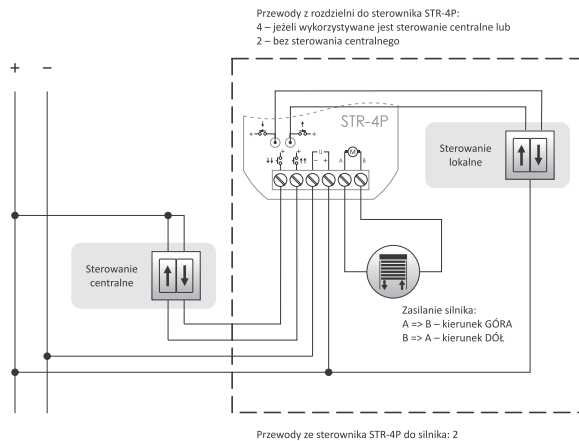 Przewody z rozdzielni do sterownika STR-4P:
4 – jeżeli wykorzystywane jest sterowanie centralne lub
2 – bez sterowania centralnego
+ −
STR-4P
+ +
+ + U M
− + A B
Sterowanie
lokalne
Sterowanie
centralne
Zasilanie silnika:
A => B – kierunek GÓRA
B => A – kierunek DÓŁ
Przewody ze sterownika STR-4P do silnika: 2